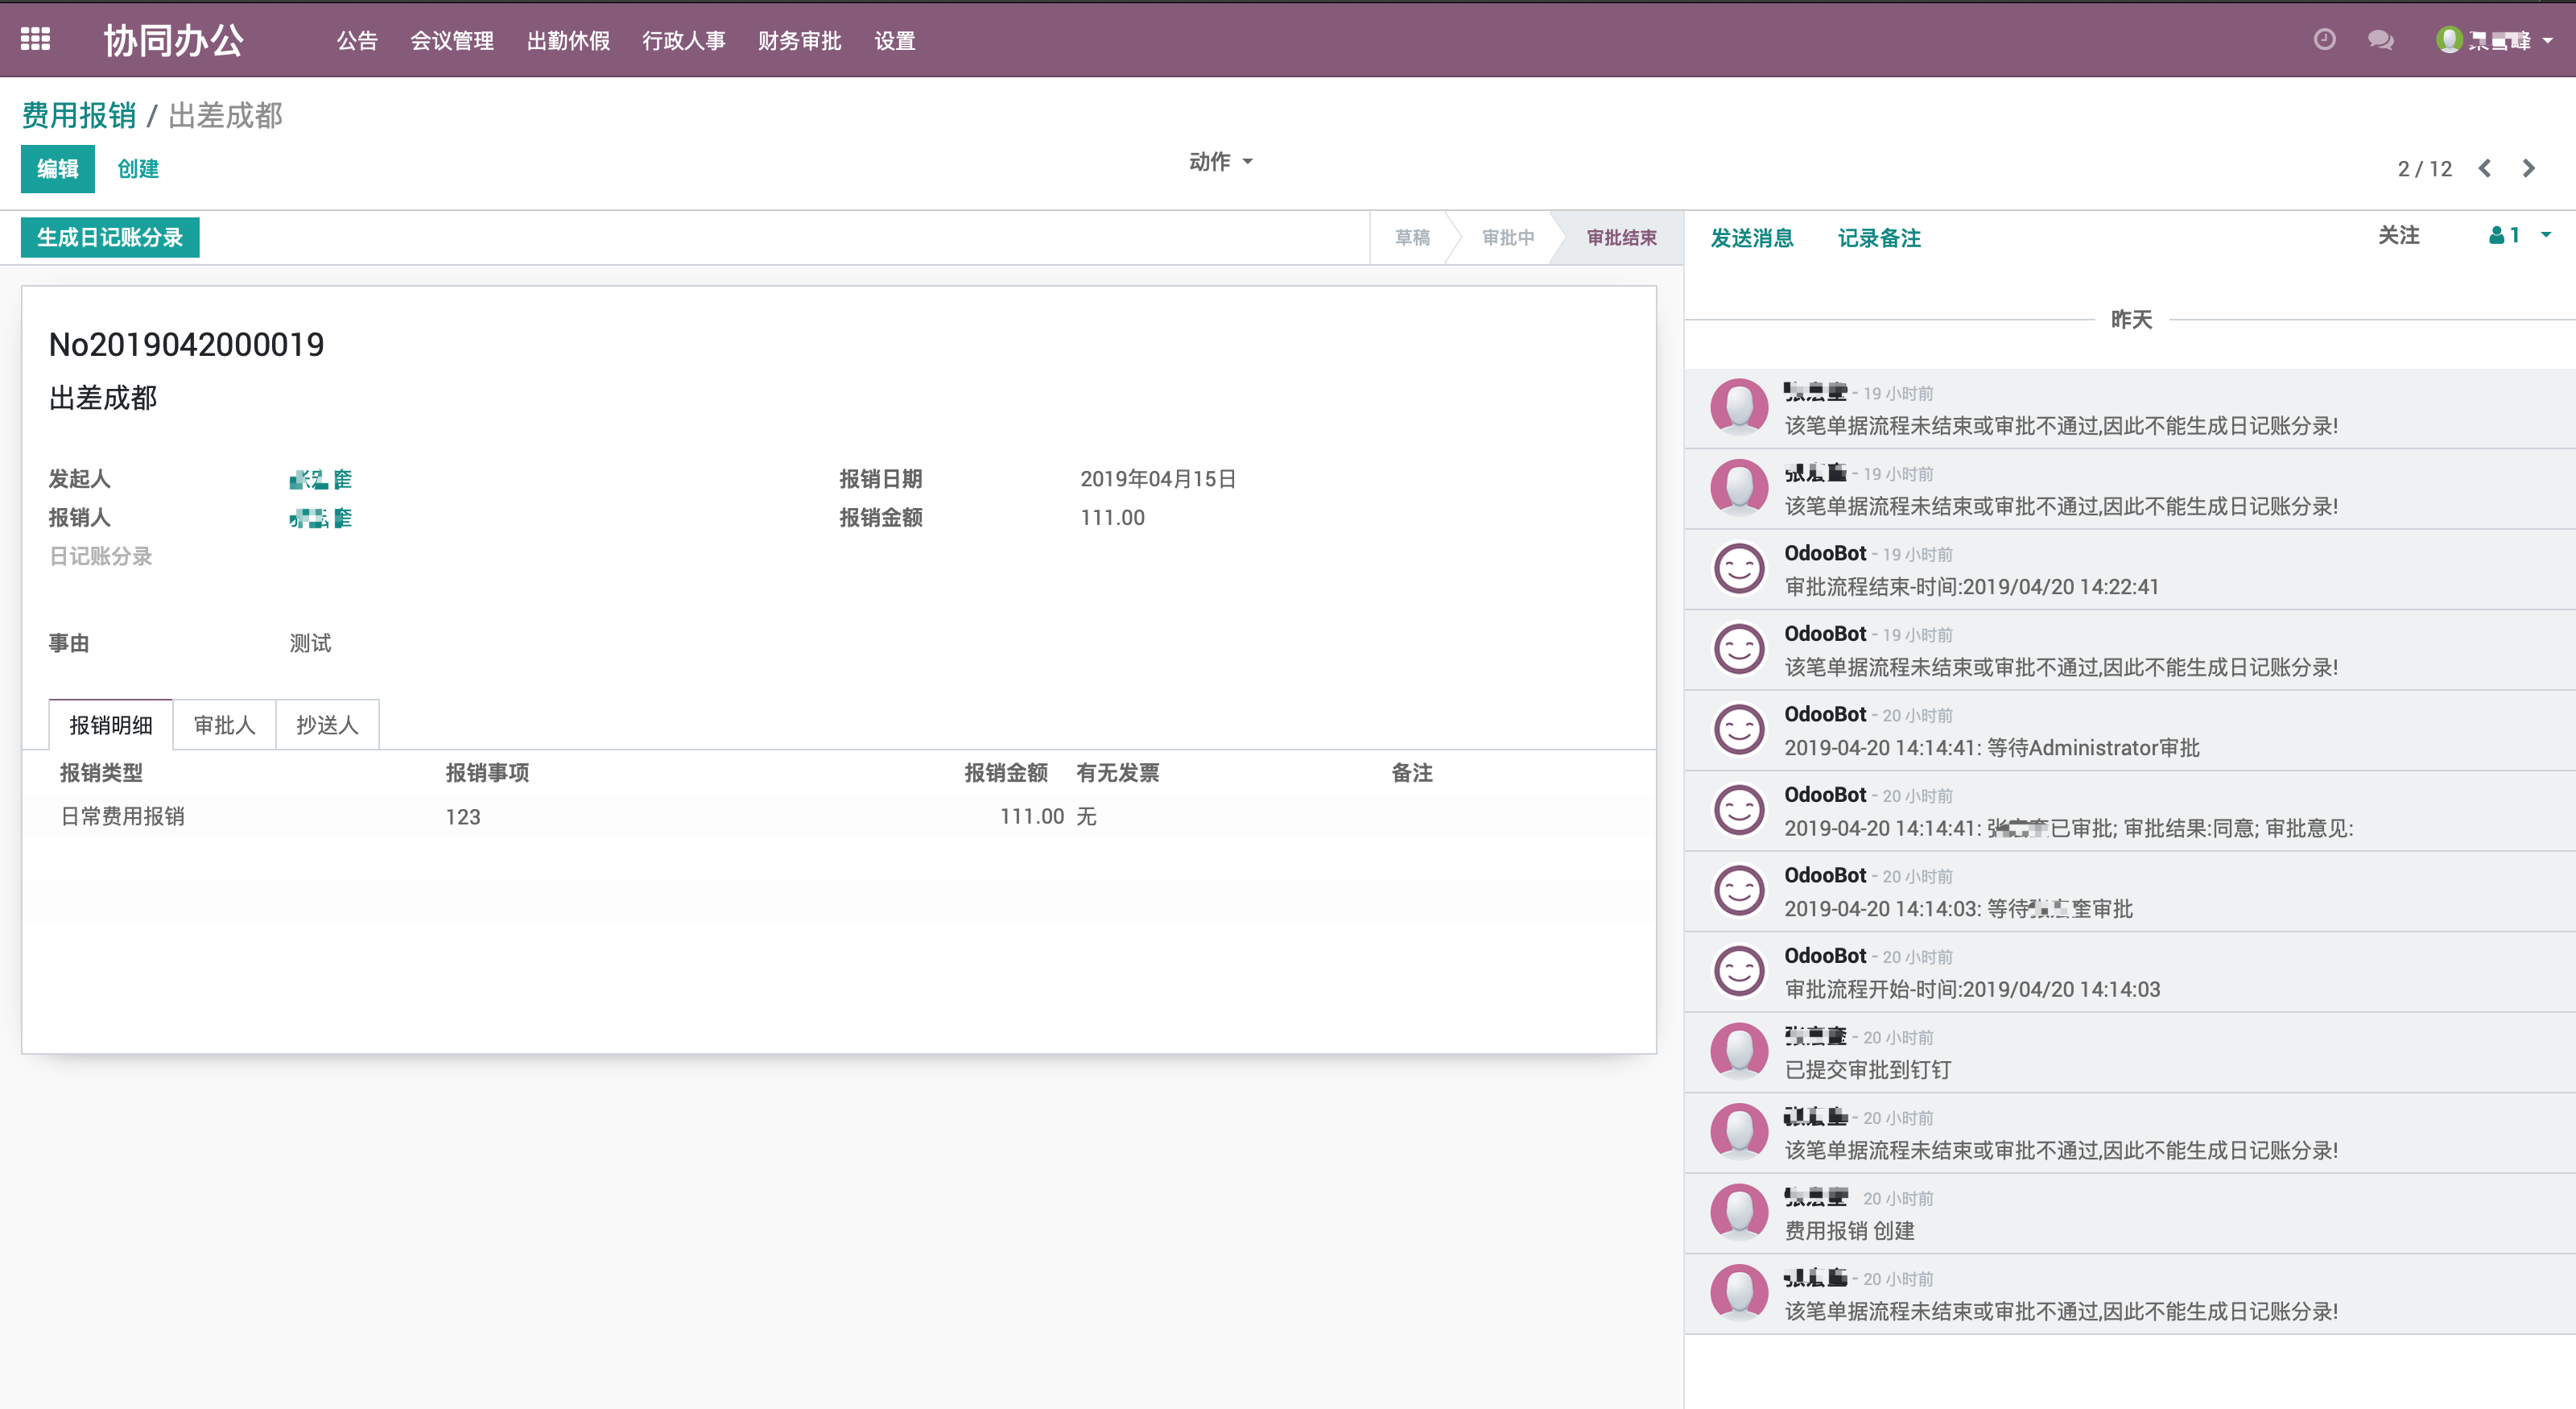 协同办公 公告 会议管理 出勤休假 行政人事 财务审批 设置
费用报销 / 出差成都
编辑 创建 动作 2 / 12
生成日记账分录 草稿 审批中 审批结束
No2019042000019
出差成都
发起人 报销日期 2019年04月15日
报销人 报销金额 111.00
日记账分录
事由 测试
报销明细 审批人 抄送人
报销类型 报销事项 报销金额 有无发票 备注
日常费用报销 123 111.00 无
发送消息 记录备注 关注 1
昨天
- 19 小时前
该笔单据流程未结束或审批不通过,因此不能生成日记账分录!
- 19 小时前
该笔单据流程未结束或审批不通过,因此不能生成日记账分录!
OdooBot - 19 小时前
审批流程结束-时间:2019/04/20 14:22:41
OdooBot - 19 小时前
该笔单据流程未结束或审批不通过,因此不能生成日记账分录!
OdooBot - 20 小时前
2019-04-20 14:14:41: 等待Administrator审批
OdooBot - 20 小时前
2019-04-20 14:14:41: 已审批; 审批结果:同意; 审批意见:
OdooBot - 20 小时前
2019-04-20 14:14:03: 等待审批
OdooBot - 20 小时前
审批流程开始-时间:2019/04/20 14:14:03
- 20 小时前
已提交审批到钉钉
- 20 小时前
该笔单据流程未结束或审批不通过,因此不能生成日记账分录!
20 小时前
费用报销 创建
- 20 小时前
该笔单据流程未结束或审批不通过,因此不能生成日记账分录!